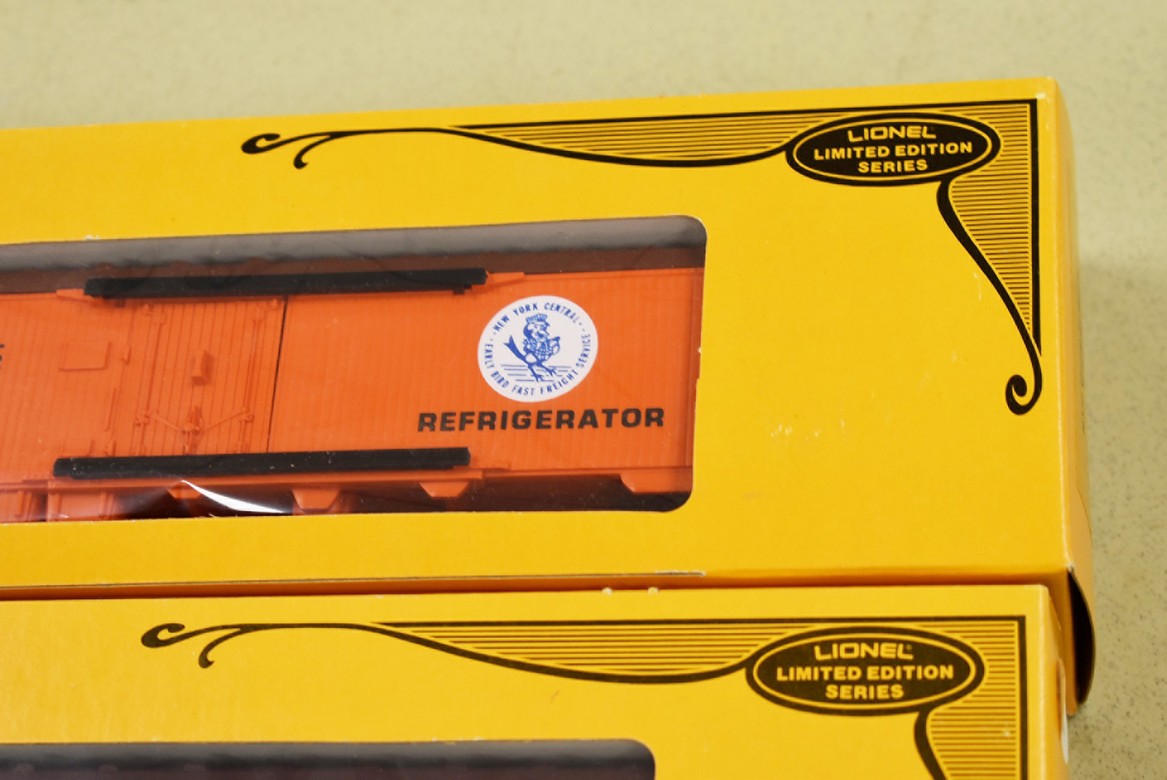 LIONEL
LIMITED EDITION
SERIES
NEW YORK CENTRAL
EARLY BIRD FAST FREIGHT SERVICE
REFRIGERATOR
LIONEL
LIMITED EDITION
SERIES